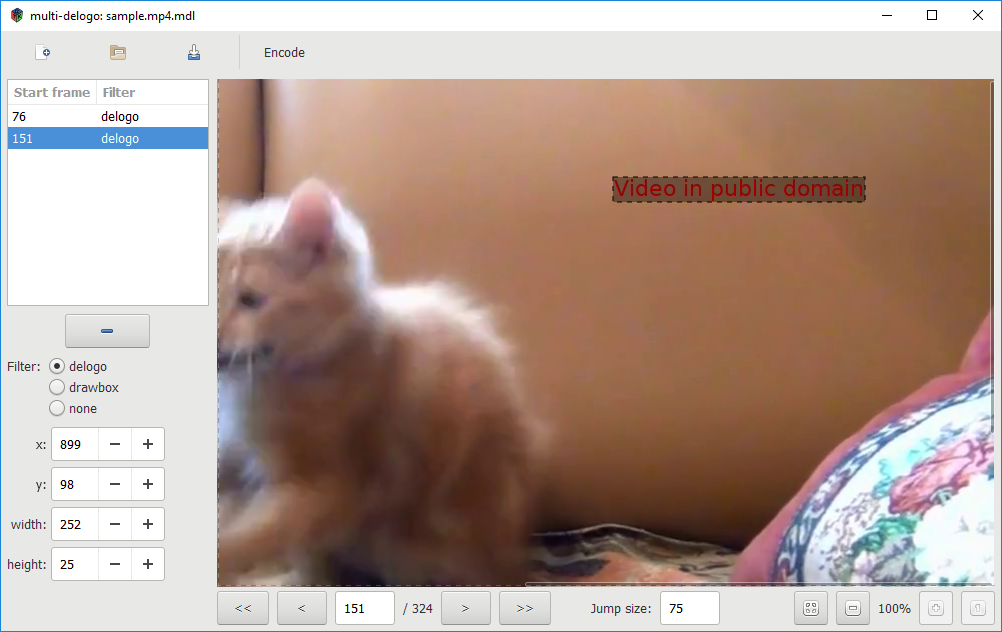 multi-delogo: sample.mp4.mdl
Encode
Start frame Filter
76 delogo
151 delogo
Filter: delogo
drawbox
none
x: 899
y: 98
width: 252
height: 25
Video in public domain
<< < 151 / 324 > >> Jump size: 75 100%